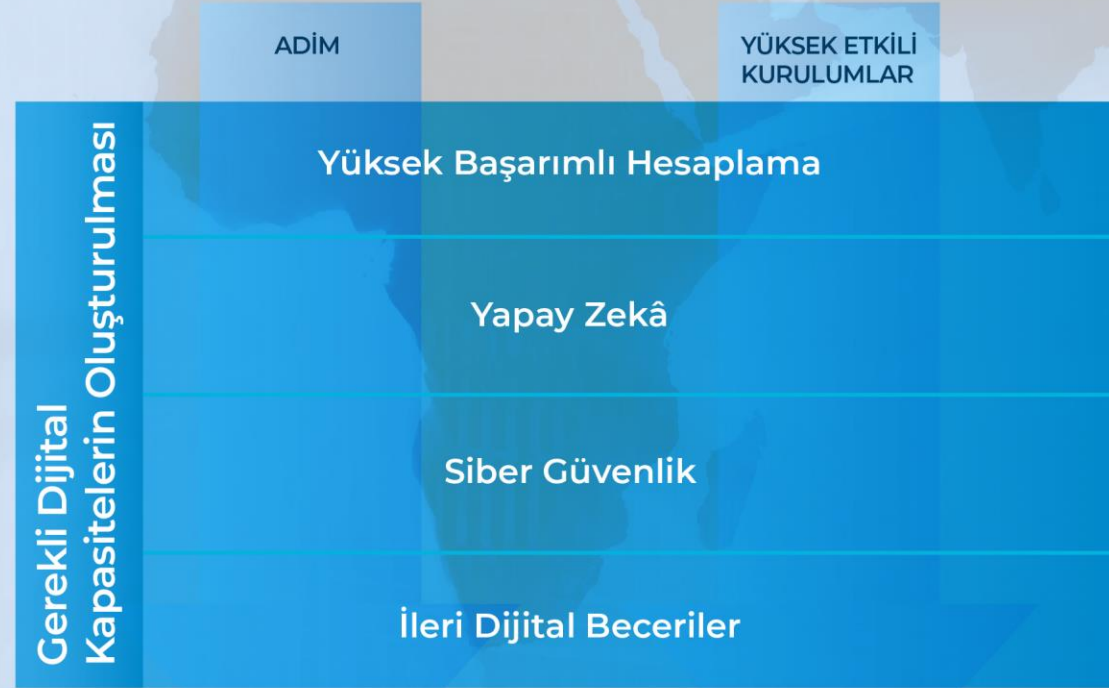 ADİM
YÜKSEK ETKİLİ
KURULUMLAR
Gerekli Dijital
Kapasitelerin Oluşturulması
Yüksek Başarımlı Hesaplama
Yapay Zekâ
Siber Güvenlik
İleri Dijital Beceriler